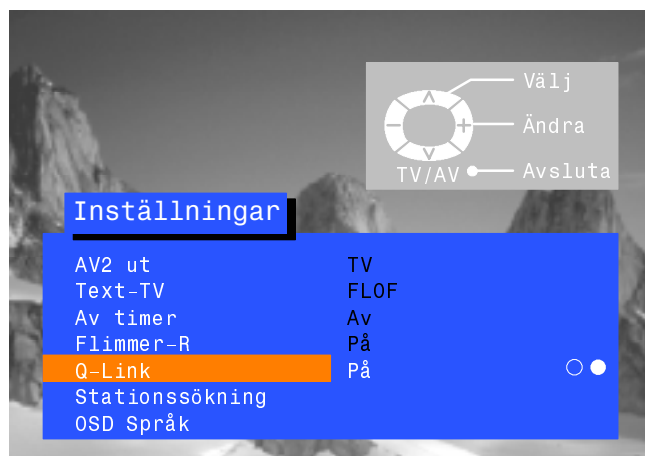 Välj
Ändra
TV/AV Avsluta
Inställningar
AV2 ut TV
Text-TV FLOF
Av timer Av
Flimmer-R På
Q-Link På
Stationssökning
OSD Språk